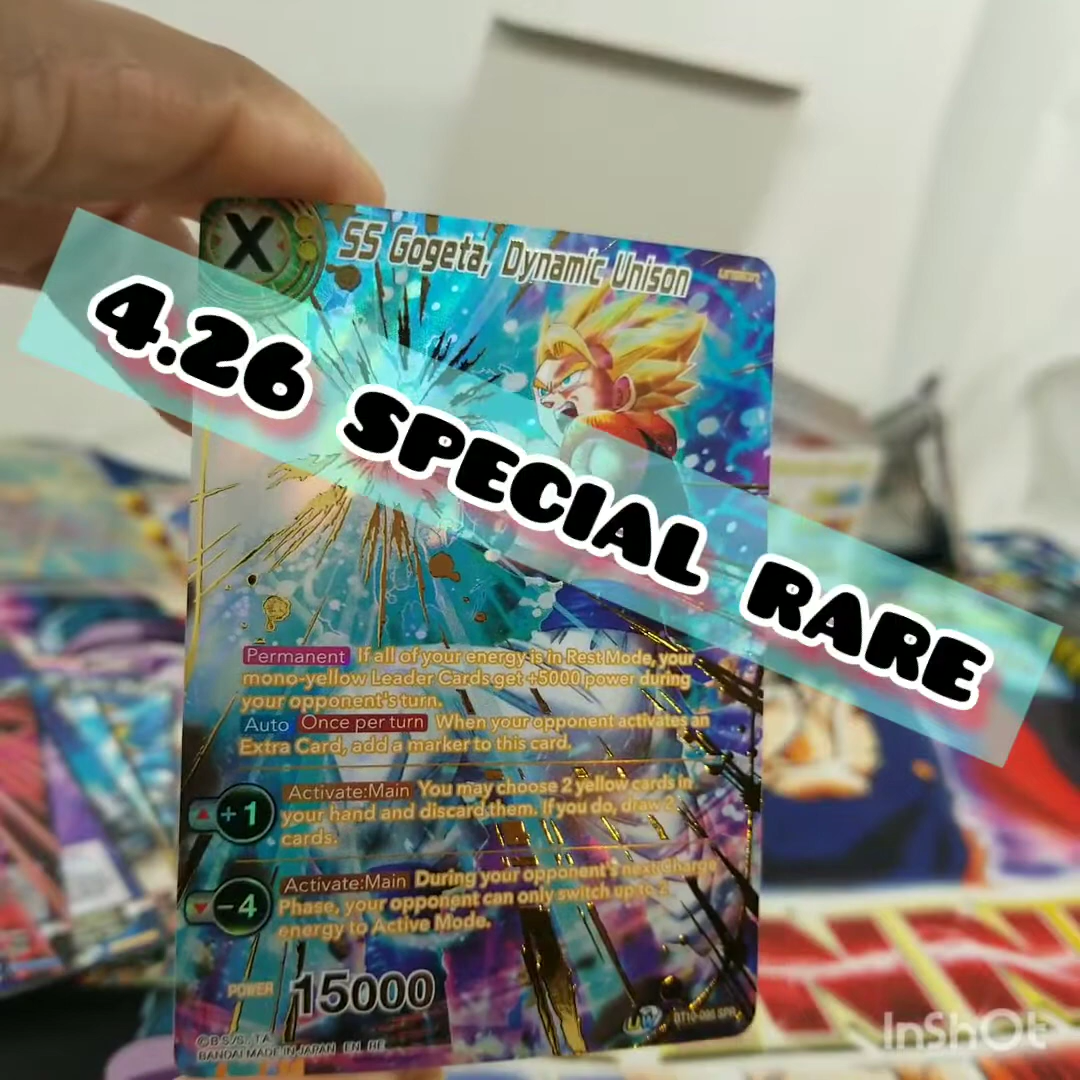 X
SS Gogeta, Dynamic Unison
unison
4.26 SPECIAL RARE
Permanent If all of your energy is in Rest Mode, your
mono-yellow Leader Cards get +5000 power during
your opponent's turn.
Auto Once per turn When your opponent activates an
Extra Card, add a marker to this card.
+1 Activate:Main You may choose 2 yellow cards in
your hand and discard them. If you do, draw 2
cards.
-4 Activate:Main During your opponent's next Charge
Phase, your opponent can only switch up to 2
energy to Active Mode.
POWER 15000
BANDAI MADE IN JAPAN EN RE
SPR
InShOt